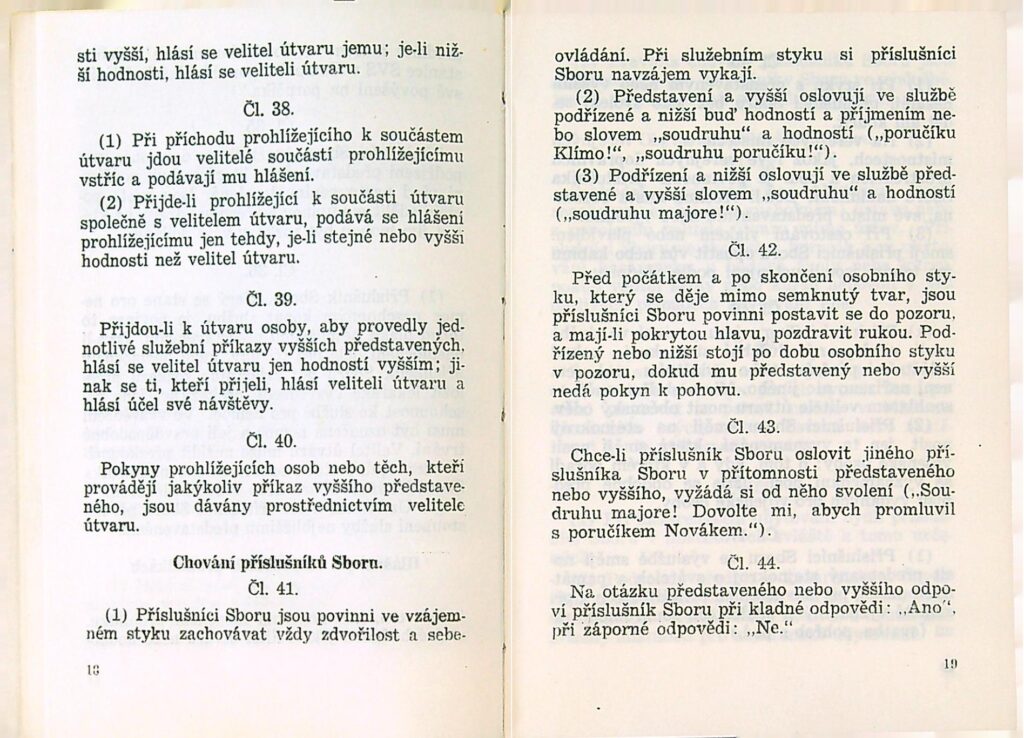 sti vyšší, hlásí se velitel útvaru jemu; je-li niž-
ší hodnosti, hlásí se veliteli útvaru.
Čl. 38.
(1) Při příchodu prohlížejícího k součástem
útvaru jdou velitelé součástí prohlížejícímu
vstříc a podávají mu hlášení.
(2) Přijde-li prohlížející k součásti útvaru
společně s velitelem útvaru, podává se hlášení
prohlížejícímu jen tehdy, je-li stejné nebo vyšší
hodnosti než velitel útvaru.
Čl. 39.
Přijdou-li k útvaru osoby, aby provedly jed-
notlivé služební příkazy vyšších představených,
hlásí se velitel útvaru jen hodností vyšším; ji-
nak se ti, kteří přijeli, hlásí veliteli útvaru a
hlásí účel své návštěvy.
Čl. 40.
Pokyny prohlížejících osob nebo těch, kteří
provádějí jakýkoliv příkaz vyššího představe-
ného, jsou dávány prostřednictvím velitele
útvaru.
Chování příslušníků Sboru.
Čl. 41.
(1) Příslušníci Sboru jsou povinni ve vzájem-
ném styku zachovávat vždy zdvořilost a sebe-
18
ovládání. Při služebním styku si příslušníci
Sboru navzájem vykají.
(2) Představení a vyšší oslovují ve službě
podřízené a nižší buď hodností a příjmením ne-
bo slovem „soudruhu“ a hodností („poručíku
Klímo!“, „soudruhu poručíku!“).
(3) Podřízení a nižší oslovují ve službě před-
stavené a vyšší slovem „soudruhu“ a hodností
(„soudruhu majore!“).
Čl. 42.
Před počátkem a po skončení osobního sty-
ku, který se děje mimo semknutý tvar, jsou
příslušníci Sboru povinni postavit se do pozoru,
a mají-li pokrytou hlavu, pozdravit rukou. Pod-
řízený nebo nižší stojí po dobu osobního styku
v pozoru, dokud mu představený nebo vyšší
nedá pokyn k pohovu.
Čl. 43.
Chce-li příslušník Sboru oslovit jiného pří-
slušníka Sboru v přítomnosti představeného
nebo vyššího, vyžádá si od něho svolení („Sou-
druhu majore! Dovolte mi, abych promluvil
s poručíkem Novákem.“).
Čl. 44.
Na otázku představeného nebo vyššího odpo-
ví příslušník Sboru při kladné odpovědi: „Ano“,
při záporné odpovědi: „Ne.“
19